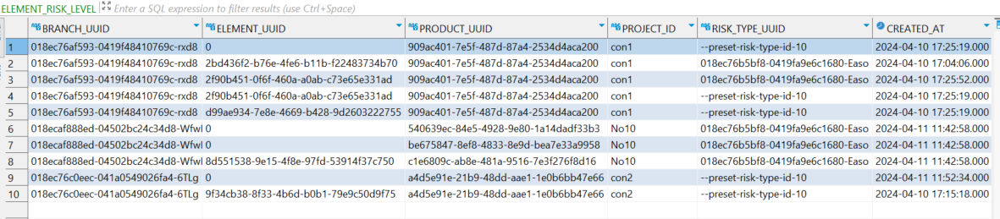 ELEMENT_RISK_LEVEL Enter a SQL expression to filter results (use Ctrl+Space)
BRANCH_UUID ELEMENT_UUID PRODUCT_UUID PROJECT_ID RISK_TYPE_UUID CREATED_AT
1 018ec76af593-0419f48410769c-rxd8 0 909ac401-7e5f-487d-87a4-2534d4aca200 con1 --preset-risk-type-id-10 2024-04-10 17:25:19.000
2 018ec76af593-0419f48410769c-rxd8 2bd436f2-b76e-4fe6-b11b-f22483734b70 909ac401-7e5f-487d-87a4-2534d4aca200 con1 018ec76b5bf8-0419fa9e6c1680-Easo 2024-04-10 17:04:06.000
3 018ec76af593-0419f48410769c-rxd8 2f90b451-0f6f-460a-a0ab-c73e65e331ad 909ac401-7e5f-487d-87a4-2534d4aca200 con1 018ec76b5bf8-0419fa9e6c1680-Easo 2024-04-10 17:25:52.000
4 018ec76af593-0419f48410769c-rxd8 2f90b451-0f6f-460a-a0ab-c73e65e331ad 909ac401-7e5f-487d-87a4-2534d4aca200 con1 --preset-risk-type-id-10 2024-04-10 17:25:19.000
5 018ec76af593-0419f48410769c-rxd8 d99ae934-7e8e-4669-b428-9d2603222755 909ac401-7e5f-487d-87a4-2534d4aca200 con1 --preset-risk-type-id-10 2024-04-10 17:25:19.000
6 018ecaf888ed-04502bc24c34d8-Wfwl 0 540639ec-84e5-4928-9e80-1a14dadf33b3 No10 018ec76b5bf8-0419fa9e6c1680-Easo 2024-04-11 11:42:58.000
7 018ecaf888ed-04502bc24c34d8-Wfwl 0 be675847-8ef8-4833-8e9d-bea7e33a9958 No10 018ec76b5bf8-0419fa9e6c1680-Easo 2024-04-11 11:42:58.000
8 018ecaf888ed-04502bc24c34d8-Wfwl 8d551538-9e15-4f8e-97fd-53914f37c750 c1e6809c-ab8e-481a-9516-7e3f276f8d16 No10 018ec76b5bf8-0419fa9e6c1680-Easo 2024-04-11 11:42:58.000
9 018ec76c0eec-041a0549026fa4-6TLg 0 a4d5e91e-21b9-48dd-aae1-1e0b6bb47e66 con2 --preset-risk-type-id-10 2024-04-11 11:52:34.000
10 018ec76c0eec-041a0549026fa4-6TLg 9f34cb38-8f33-4b6d-b0b1-79e9c50d9f75 a4d5e91e-21b9-48dd-aae1-1e0b6bb47e66 con2 --preset-risk-type-id-10 2024-04-10 17:15:18.000